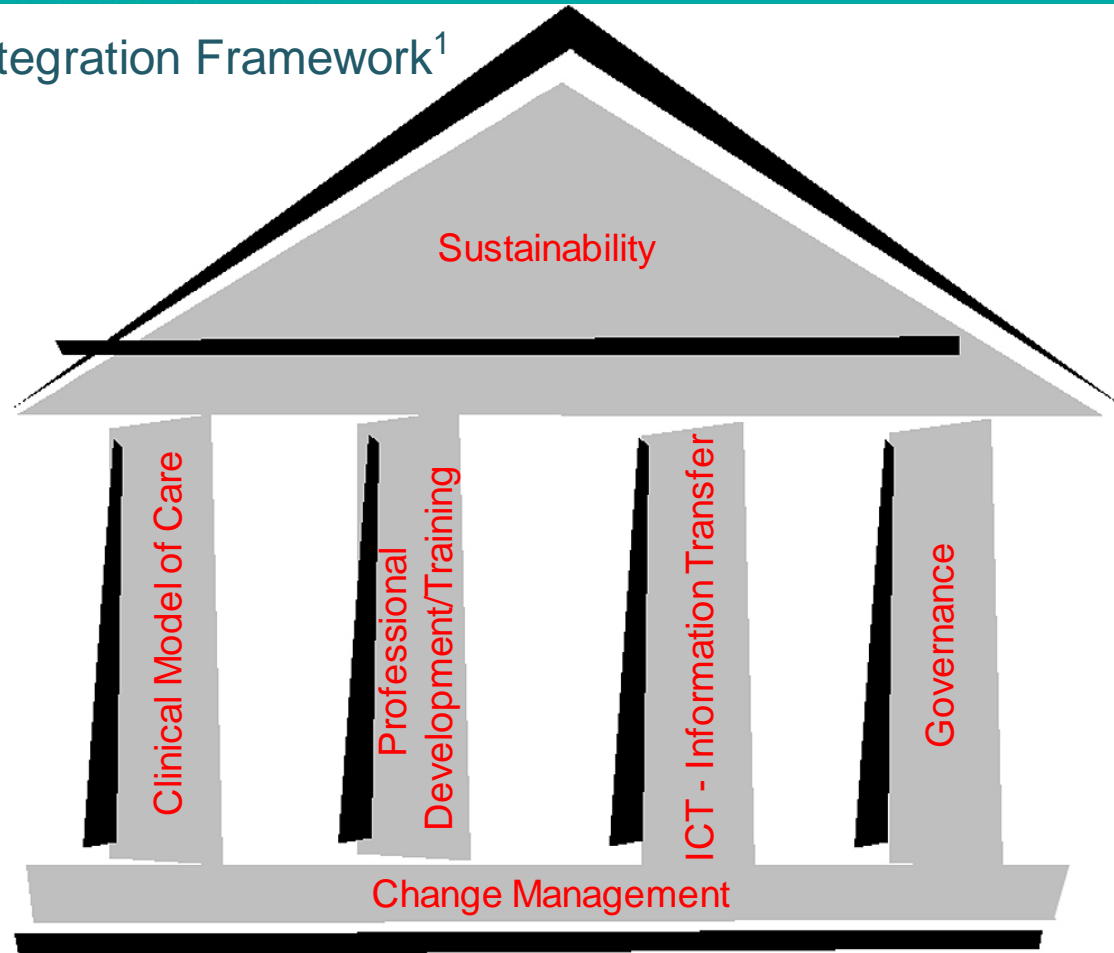 tegration Framework1
Sustainability
Clinical Model of Care
Professional
Development/Training
ICT - Information Transfer
Governance
Change Management